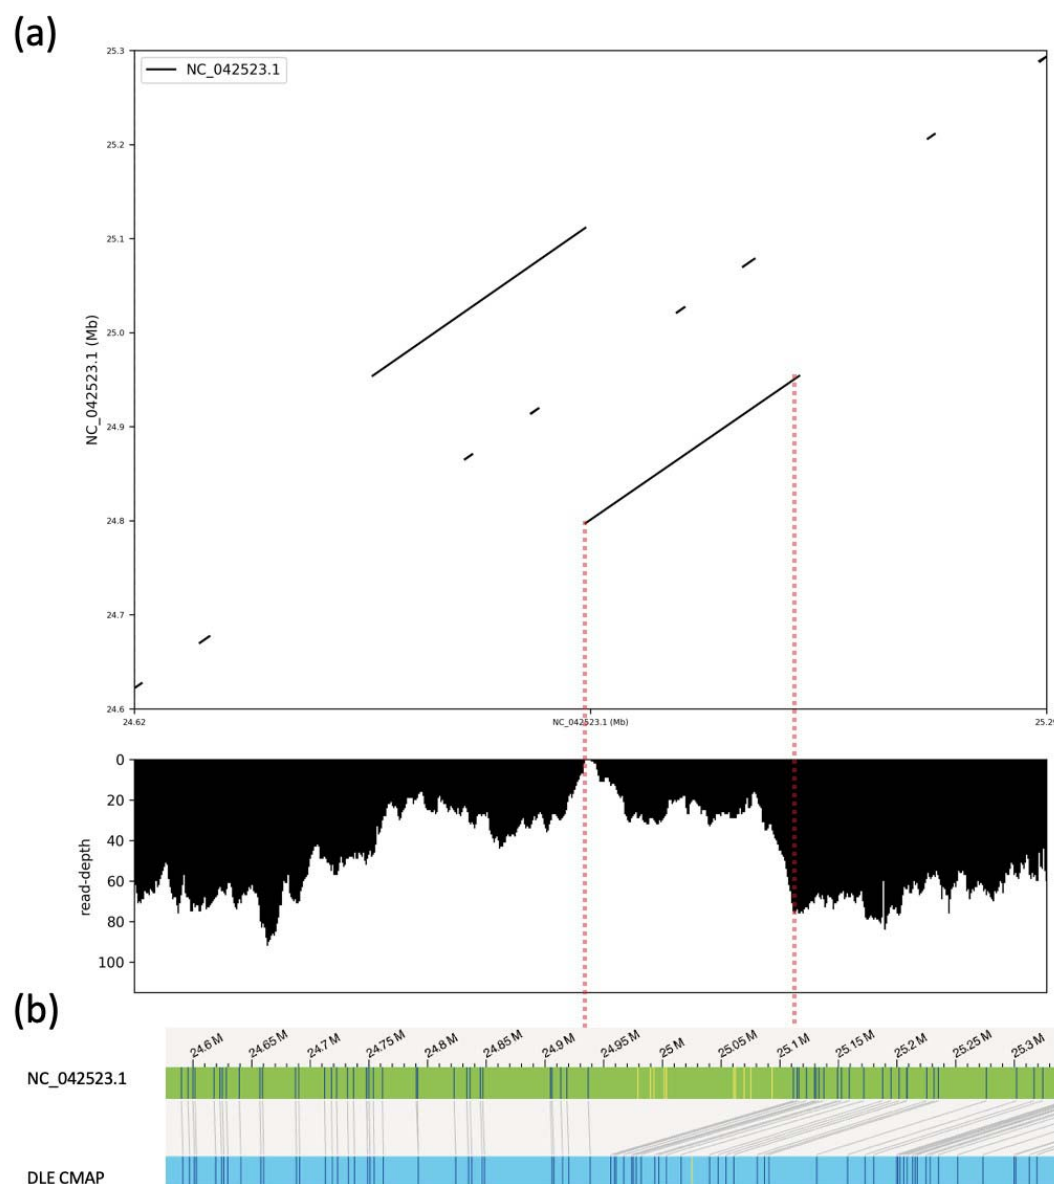 (a)
25.3
NC_042523.1
25.2
25.1
25.0
NC_042523.1 (Mb)
24.9
24.8
24.7
24.6
24.62
NC_042523.1 (Mb)
25.29
0
20
40
read-depth
60
80
100
(b)
24.6 M
24.65 M
24.7 M
24.75 M
24.8 M
24.85 M
24.9 M
24.95 M
25 M
25.05 M
25.1 M
25.15 M
25.2 M
25.25 M
25.3 M
NC_042523.1
DLE CMAP